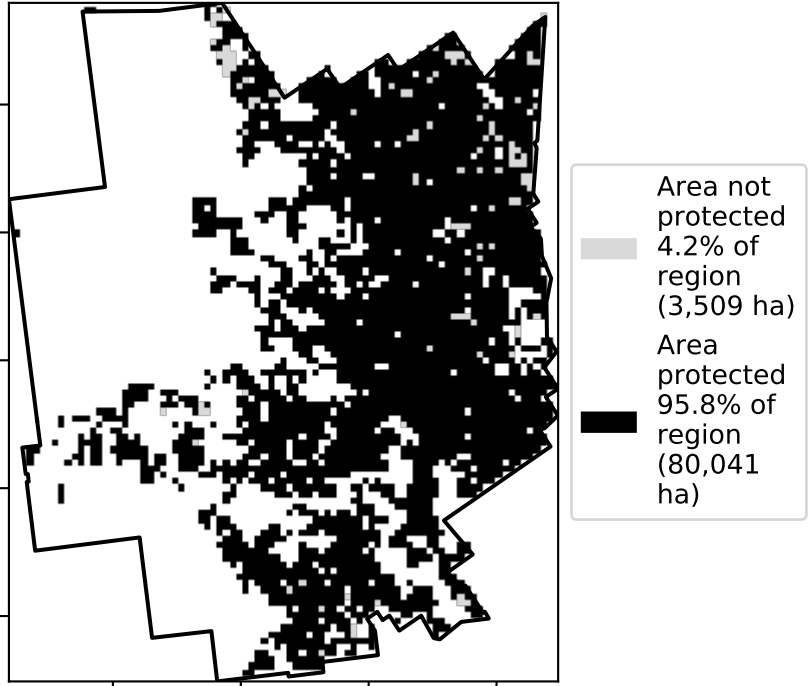 Area not
protected
4.2% of
region
(3,509 ha)
Area
protected
95.8% of
region
(80,041
ha)